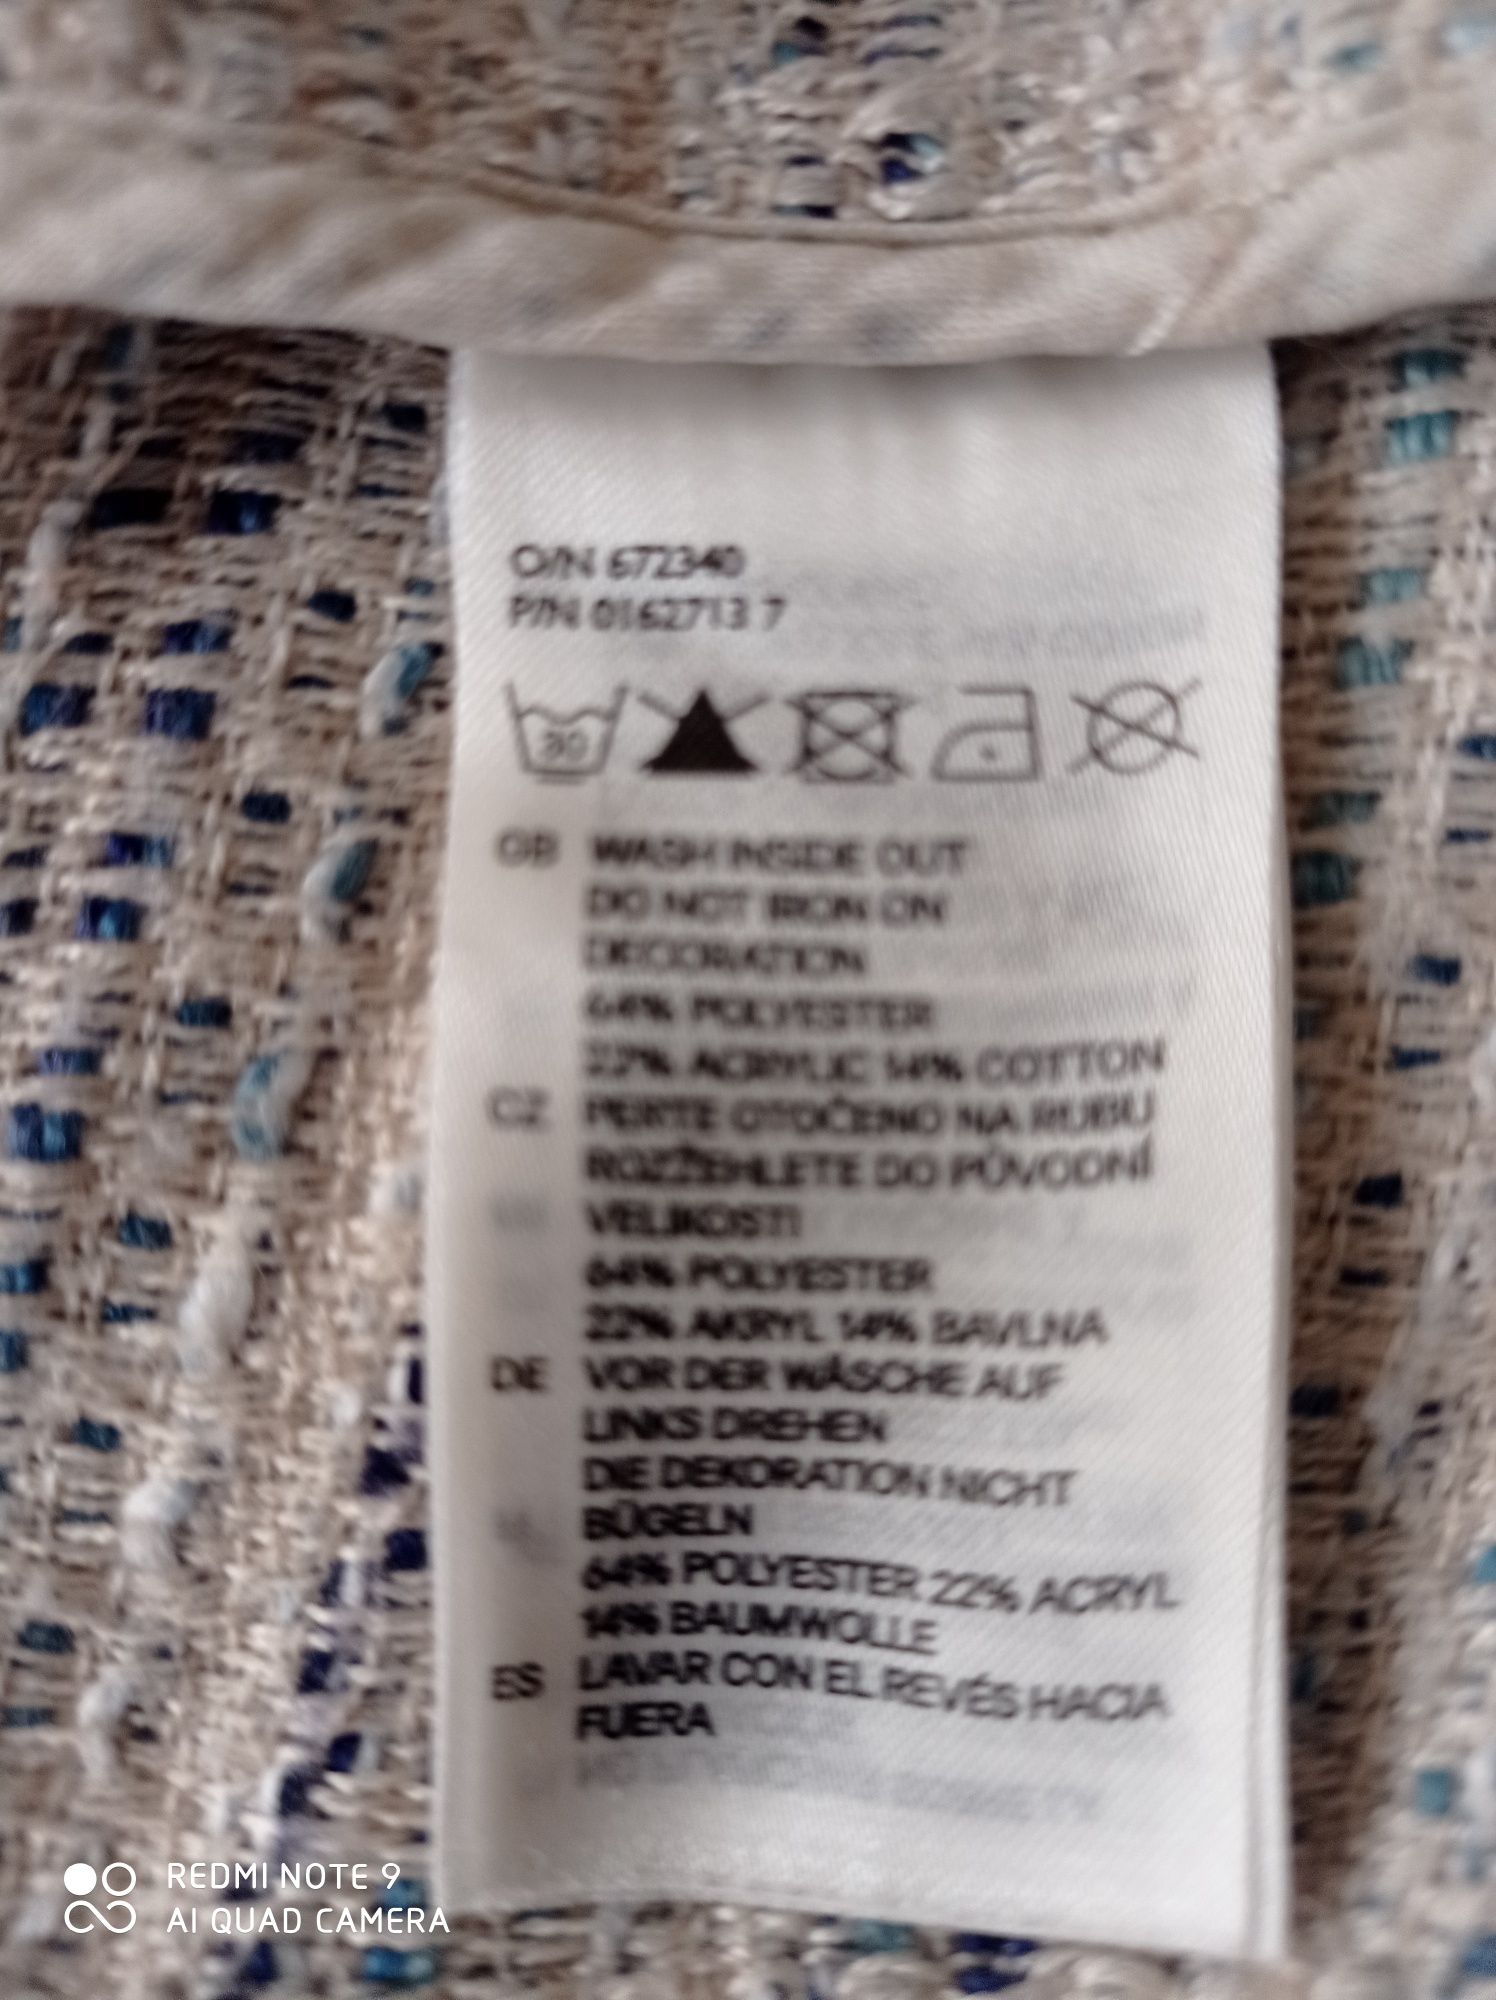 O/N 672340
P/N 0162713 7
30
GB WASH INSIDE OUT
DO NOT IRON ON
DECORATION
64% POLYESTER
22% ACRYLIC 14% COTTON
CZ PERTE OTOČENO NA RUBU
ROZŽEHLETE DO PŮVODNÍ
VELIKOSTI
64% POLYESTER
22% AKRYL 14% BAVLNA
DE VOR DER WÄSCHE AUF
LINKS DREHEN
DIE DEKORATION NICHT
BÜGELN
64% POLYESTER 22% ACRYL
14% BAUMWOLLE
ES LAVAR CON EL REVÉS HACIA
FUERA
REDMI NOTE 9
AI QUAD CAMERA